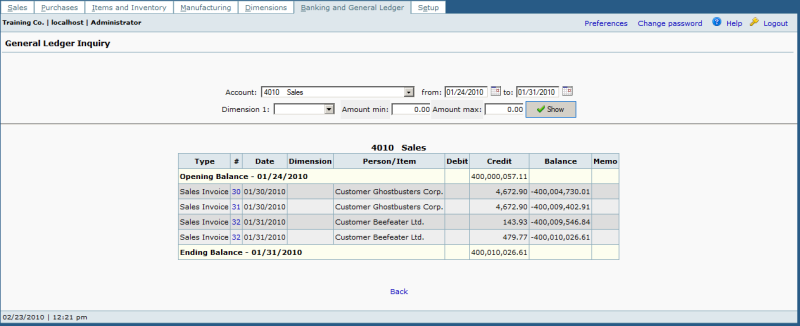 Sales Purchases Items and Inventory Manufacturing Dimensions Banking and General Ledger Setup
Training Co. | localhost | Administrator Preferences Change password Help Logout
General Ledger Inquiry
Account: 4010 Sales from: 01/24/2010 to: 01/31/2010
Dimension 1: Amount min: 0.00 Amount max: 0.00 Show
4010 Sales
Type # Date Dimension Person/Item Debit Credit Balance Memo
Opening Balance - 01/24/2010 400,000,057.11
Sales Invoice 30 01/30/2010 Customer Ghostbusters Corp. 4,672.90 -400,004,730.01
Sales Invoice 31 01/30/2010 Customer Ghostbusters Corp. 4,672.90 -400,009,402.91
Sales Invoice 32 01/31/2010 Customer Beefeater Ltd. 143.93 -400,009,546.84
Sales Invoice 32 01/31/2010 Customer Beefeater Ltd. 479.77 -400,010,026.61
Ending Balance - 01/31/2010 400,010,026.61
Back
02/23/2010 | 12:21 pm